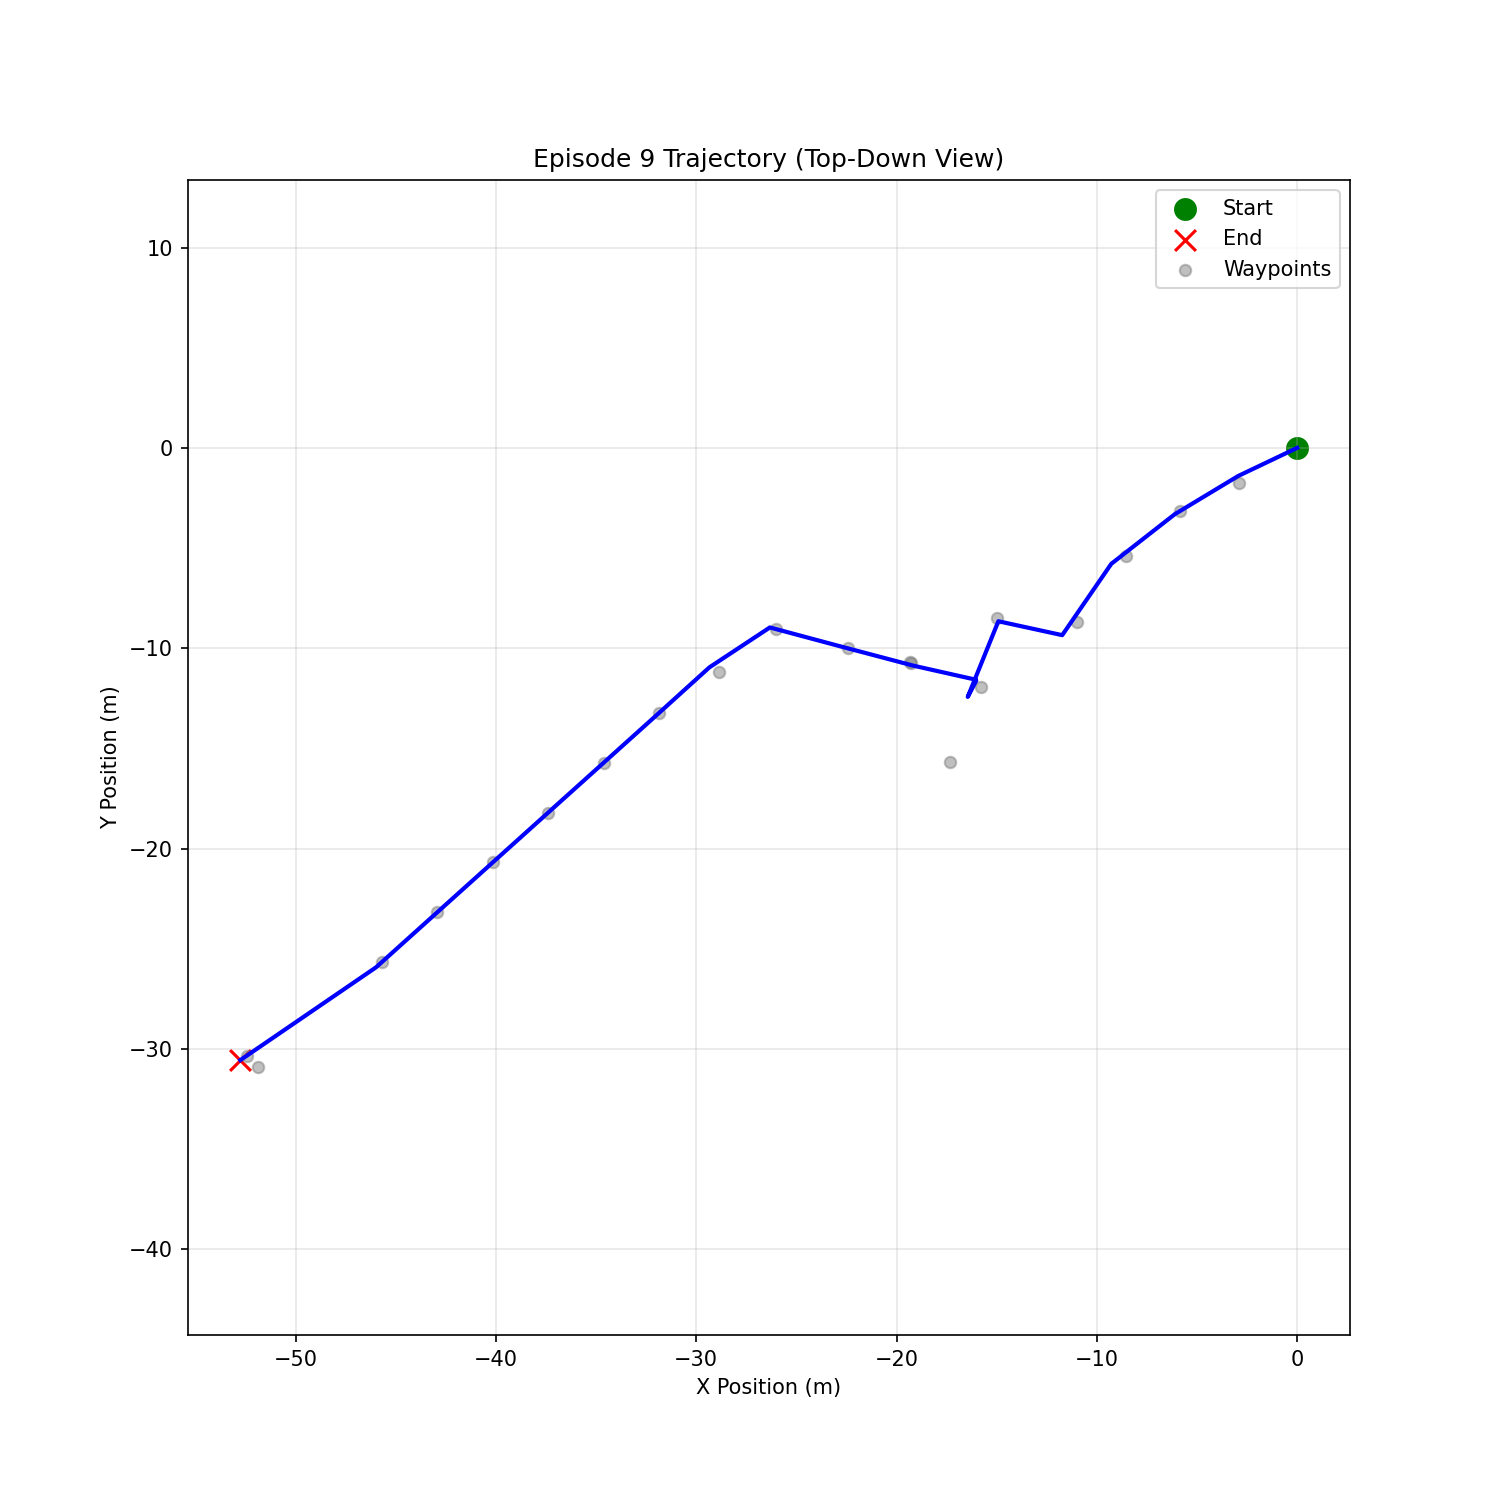 Episode 9 Trajectory (Top-Down View)
Start
End
Waypoints
10
0
−10
−20
−30
−40
Y Position (m)
−50
−40
−30
−20
−10
0
X Position (m)